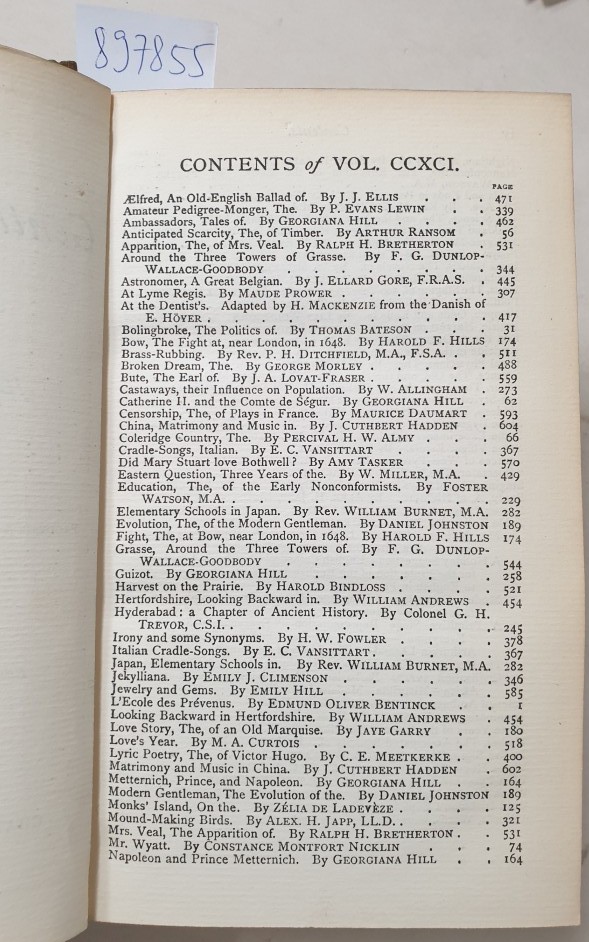 897855
CONTENTS of VOL. CCXCI.
PAGE
Ælfred, An Old-English Ballad of. By J. J. ELLIS . . . 471
Amateur Pedigree-Monger, The. By P. EVANS LEWIN . . 339
Ambassadors, Tales of. By GEORGIANA HILL . . . . 462
Anticipated Scarcity, The, of Timber. By ARTHUR RANSOM . 56
Apparition, The, of Mrs. Veal. By RALPH H. BRETHERTON . 531
Around the Three Towers of Grasse. By F. G. DUNLOP-
WALLACE-GOODBODY . . . . . . . 344
Astronomer, A Great Belgian. By J. ELLARD GORE, F.R.A.S. . 445
At Lyme Regis. By MAUDE PROWER . . . . . 307
At the Dentist's. Adapted by H. MACKENZIE from the Danish of
E. HÖYER . . . . . . . . . 417
Bolingbroke, The Politics of. By THOMAS BATESON . . . 31
Bow, The Fight at, near London, in 1648. By HAROLD F. HILLS 174
Brass-Rubbing. By Rev. P. H. DITCHFIELD, M.A., F.S.A. . . 511
Broken Dream, The. By GEORGE MORLEY . . . . 488
Bute, The Earl of. By J. A. LOVAT-FRASER . . . . 559
Castaways, their Influence on Population. By W. ALLINGHAM . 273
Catherine II. and the Comte de Ségur. By GEORGIANA HILL . 62
Censorship, The, of Plays in France. By MAURICE DAUMART . 593
China, Matrimony and Music in. By J. CUTHBERT HADDEN . 604
Coleridge Country, The. By PERCIVAL H. W. ALMY . . . 66
Cradle-Songs, Italian. By E. C. VANSITTART . . . . 367
Did Mary Stuart love Bothwell? By AMY TASKER . . . 570
Eastern Question, Three Years of the. By W. MILLER, M.A. . 429
Education, The, of the Early Nonconformists. By FOSTER
WATSON, M.A. . . . . . . . . 229
Elementary Schools in Japan. By Rev. WILLIAM BURNET, M.A. 282
Evolution, The, of the Modern Gentleman. By DANIEL JOHNSTON 189
Fight, The, at Bow, near London, in 1648. By HAROLD F. HILLS 174
Grasse, Around the Three Towers of. By F. G. DUNLOP-
WALLACE-GOODBODY . . . . . . . 544
Guizot. By GEORGIANA HILL . . . . . . 258
Harvest on the Prairie. By HAROLD BINDLOSS . . . . 521
Hertfordshire, Looking Backward in. By WILLIAM ANDREWS . 454
Hyderabad: a Chapter of Ancient History. By Colonel G. H.
TREVOR, C.S.I. . . . . . . . . 245
Irony and some Synonyms. By H. W. FOWLER . . . . 378
Italian Cradle-Songs. By E. C. VANSITTART . . . . 367
Japan, Elementary Schools in. By Rev. WILLIAM BURNET, M.A. 282
Jekylliana. By EMILY J. CLIMENSON . . . . . 346
Jewelry and Gems. By EMILY HILL . . . . . 585
L'Ecole des Prévenus. By EDMUND OLIVER BENTINCK . . 1
Looking Backward in Hertfordshire. By WILLIAM ANDREWS . 454
Love Story, The, of an Old Marquise. By JAYE GARRY . . 180
Love's Year. By M. A. CURTOIS . . . . . . 518
Lyric Poetry, The, of Victor Hugo. By C. E. MEETKERKE . . 400
Matrimony and Music in China. By J. CUTHBERT HADDEN . 602
Metternich, Prince, and Napoleon. By GEORGIANA HILL . . 164
Modern Gentleman, The Evolution of the. By DANIEL JOHNSTON 189
Monks' Island, On the. By ZÉLIA DE LADEVÈZE . . . . 125
Mound-Making Birds. By ALEX. H. JAPP, LL.D. . . . . 321
Mrs. Veal, The Apparition of. By RALPH H. BRETHERTON . . 531
Mr. Wyatt. By CONSTANCE MONTFORT NICKLIN . . . 74
Napoleon and Prince Metternich. By GEORGIANA HILL . . 164